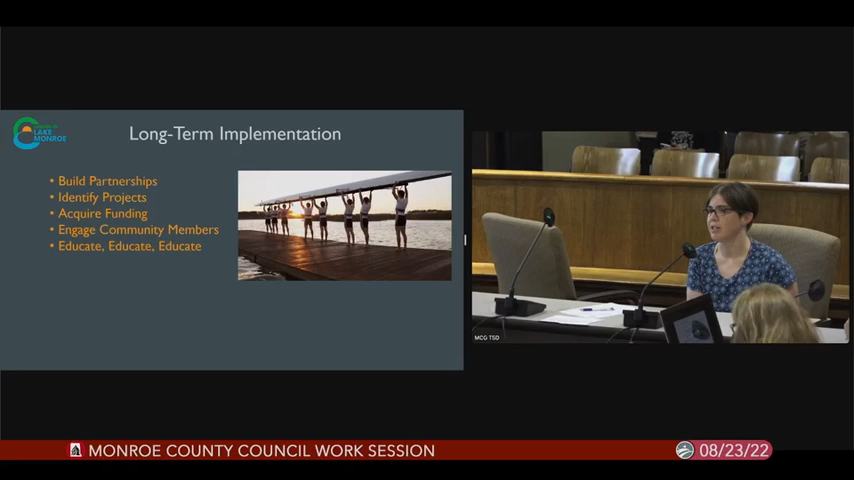 LAKE
MONROE
Long-Term Implementation
• Build Partnerships
• Identify Projects
• Acquire Funding
• Engage Community Members
• Educate, Educate, Educate
MCG TSD
MONROE COUNTY COUNCIL WORK SESSION
08/23/22